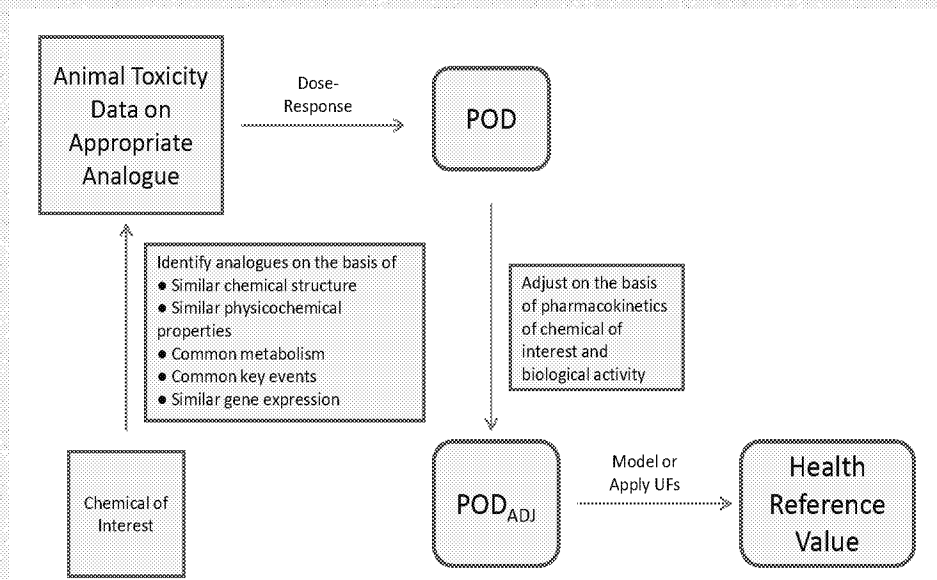 Animal Toxicity
Data on
Appropriate
Analogue
Dose-
Response
POD
Identify analogues on the basis of
● Similar chemical structure
● Similar physicochemical
properties
● Common metabolism
● Common key events
● Similar gene expression
Adjust on the basis
of pharmacokinetics
of chemical of
interest and
biological activity
Chemical of
Interest
POD_ADJ
Model or
Apply UFs
Health
Reference
Value